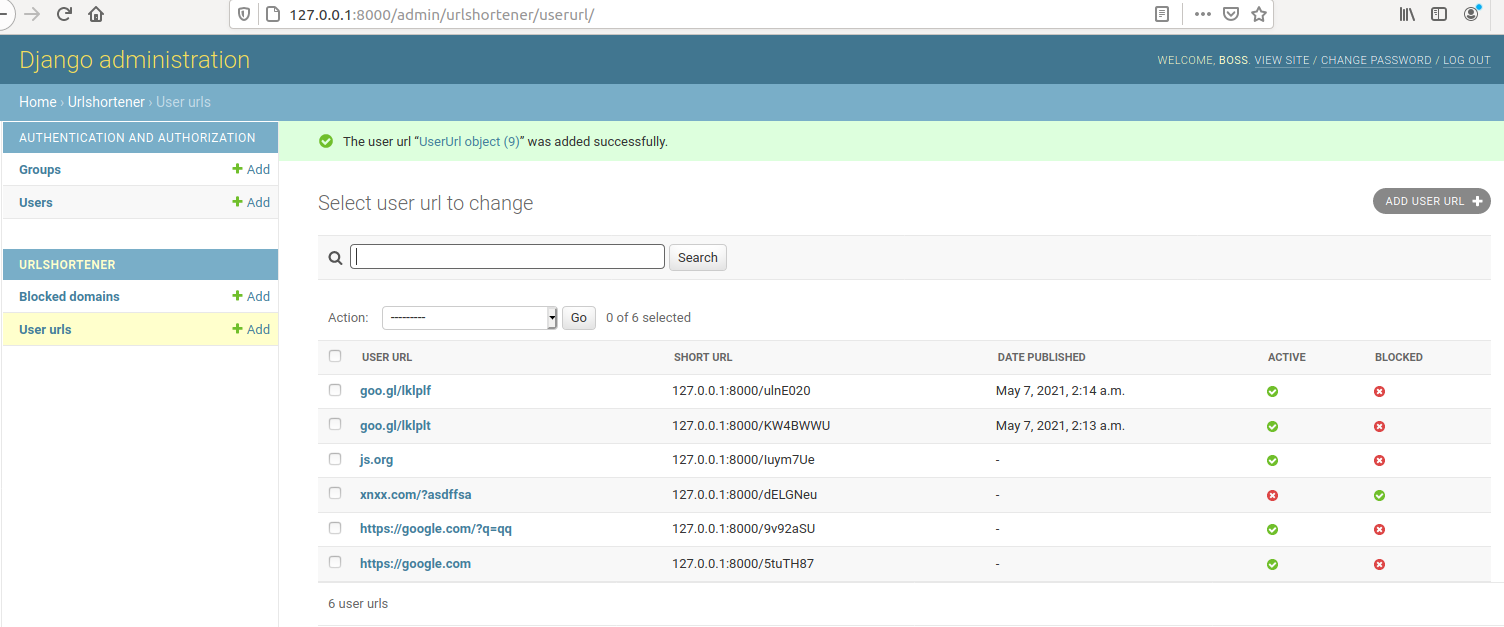 127.0.0.1:8000/admin/urlshortener/userurl/
Django administration
WELCOME, BOSS. VIEW SITE / CHANGE PASSWORD / LOG OUT
Home › Urlshortener › User urls
AUTHENTICATION AND AUTHORIZATION
Groups + Add
Users + Add
URLSHORTENER
Blocked domains + Add
User urls + Add
The user url “UserUrl object (9)” was added successfully.
Select user url to change
ADD USER URL +
Search
Action: --------- Go 0 of 6 selected
USER URL SHORT URL DATE PUBLISHED ACTIVE BLOCKED
goo.gl/lklplf 127.0.0.1:8000/ulnE020 May 7, 2021, 2:14 a.m.
goo.gl/lklplt 127.0.0.1:8000/KW4BWWU May 7, 2021, 2:13 a.m.
js.org 127.0.0.1:8000/Iuym7Ue -
xnxx.com/?asdffsa 127.0.0.1:8000/dELGNeu -
https://google.com/?q=qq 127.0.0.1:8000/9v92aSU -
https://google.com 127.0.0.1:8000/5tuTH87 -
6 user urls